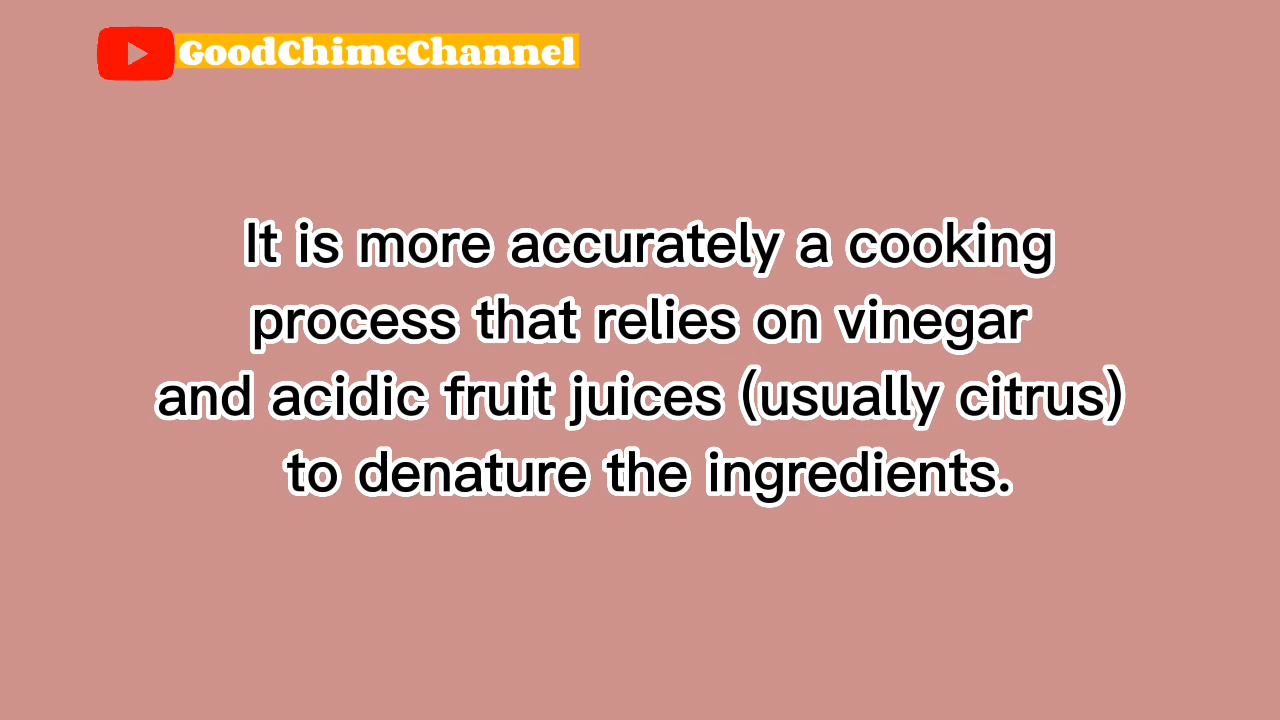 GoodChimeChannel
It is more accurately a cooking
process that relies on vinegar
and acidic fruit juices (usually citrus)
to denature the ingredients.